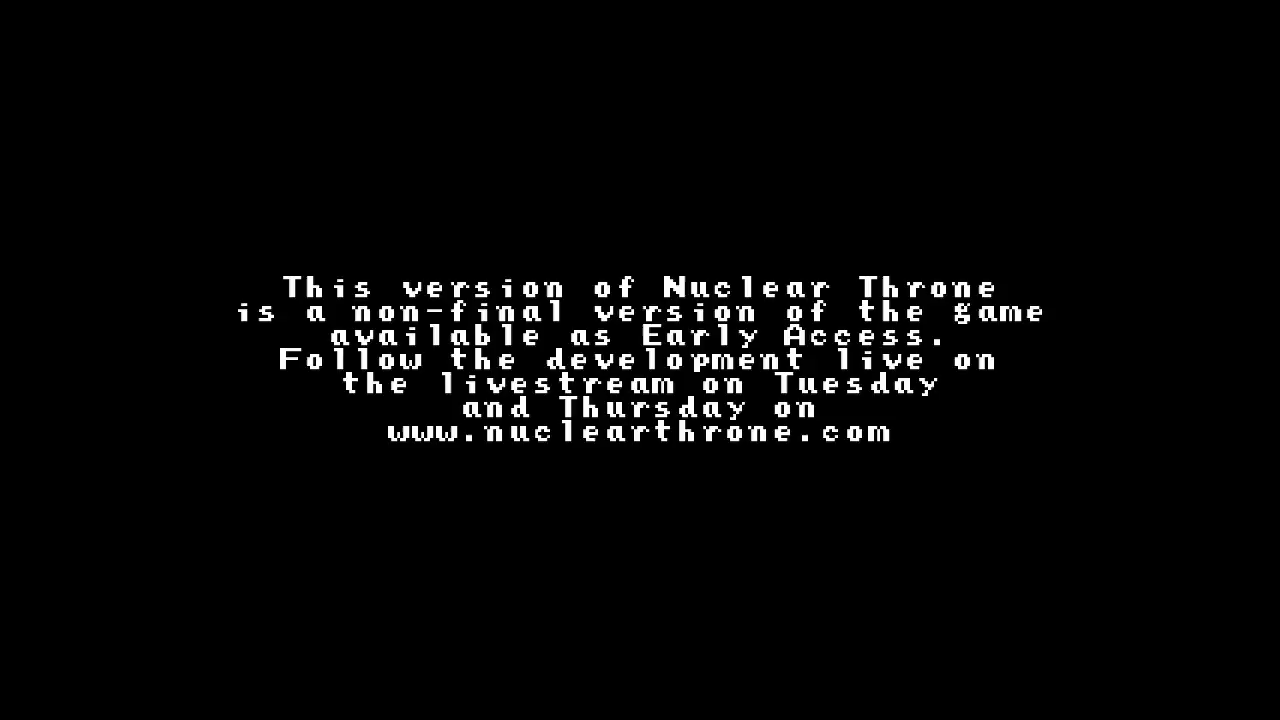 This version of Nuclear Throne
is a non-final version of the game
available as Early Access.
Follow the development live on
the livestream on Tuesday
and Thursday on
www.nuclearthrone.com